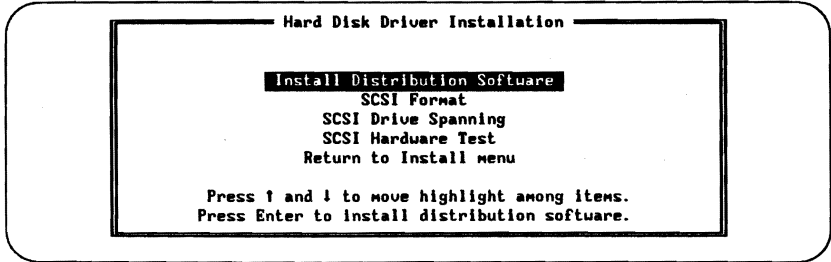 Hard Disk Driver Installation
Install Distribution Software
SCSI Format
SCSI Drive Spanning
SCSI Hardware Test
Return to Install menu
Press ↑ and ↓ to move highlight among items.
Press Enter to install distribution software.